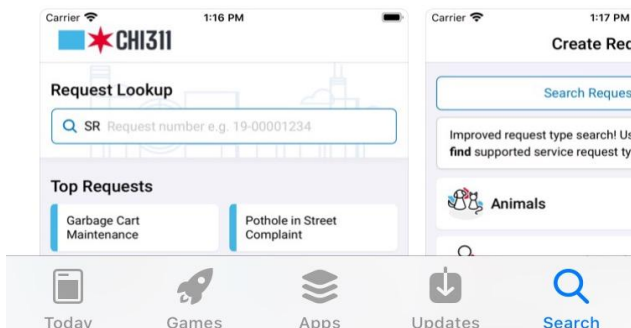 Carrier
1:16 PM
CHI311
Request Lookup
SR Request number e.g. 19-00001234
Top Requests
Garbage Cart
Maintenance
Pothole in Street
Complaint
Carrier
1:17 PM
Create Req
Search Reques
Improved request type search! Us
find supported service request ty
Animals
Today
Games
Apps
Updates
Search